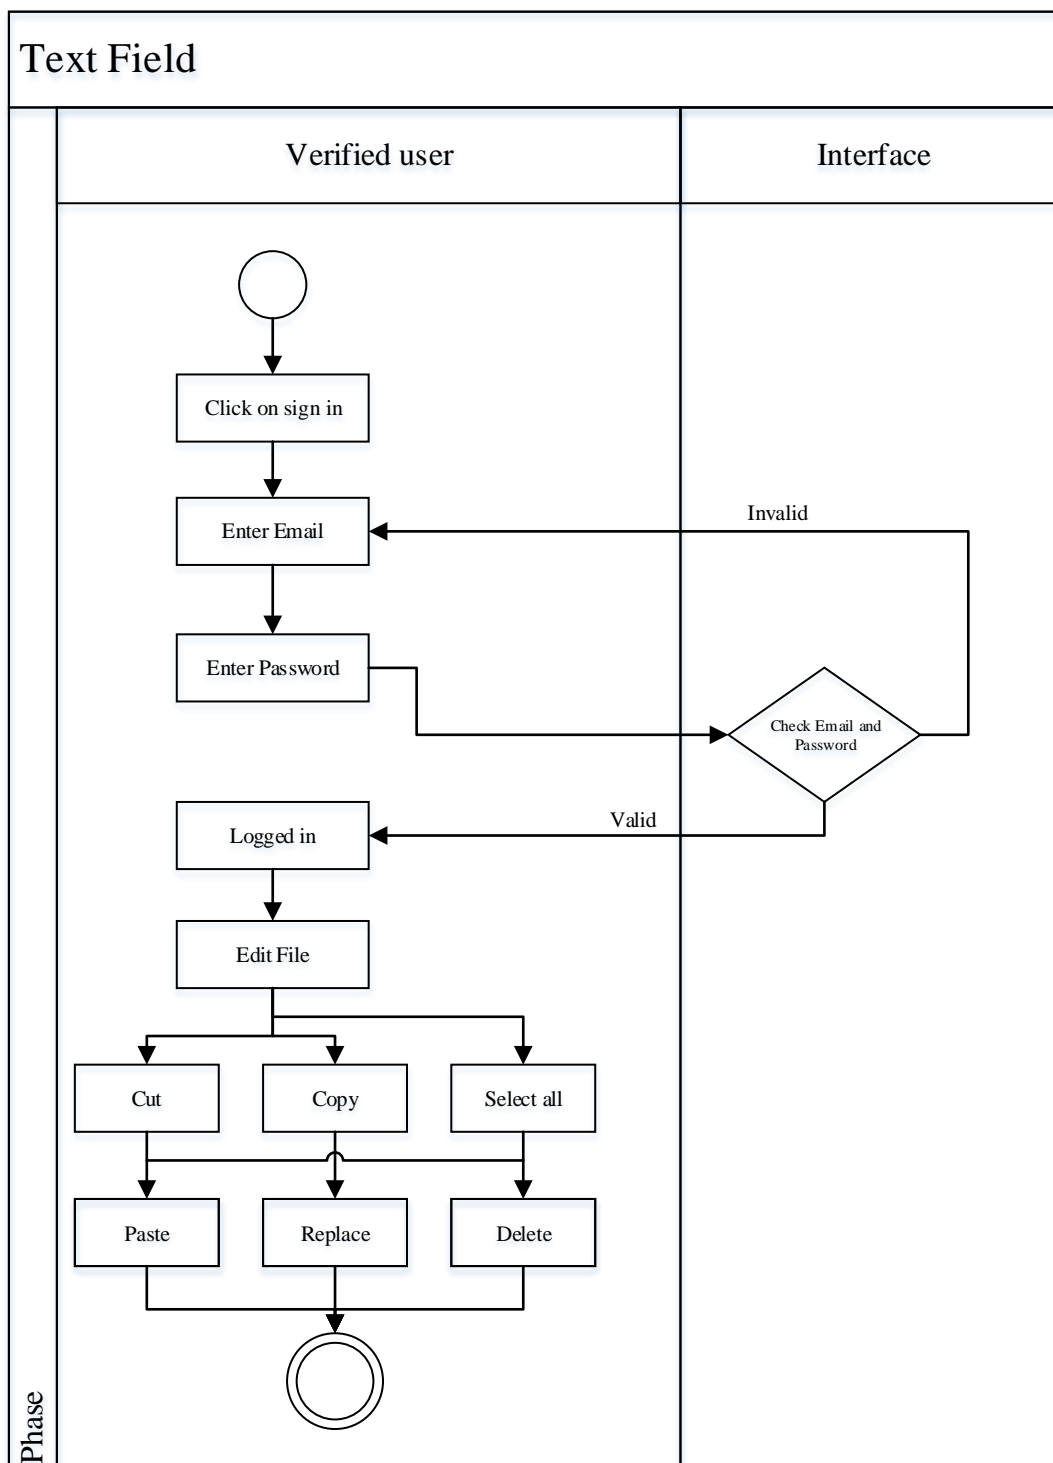 Text Field
Verified user
Interface
Click on sign in
Enter Email
Invalid
Enter Password
Check Email and
Password
Logged in
Valid
Edit File
Cut
Copy
Select all
Paste
Replace
Delete
Phase